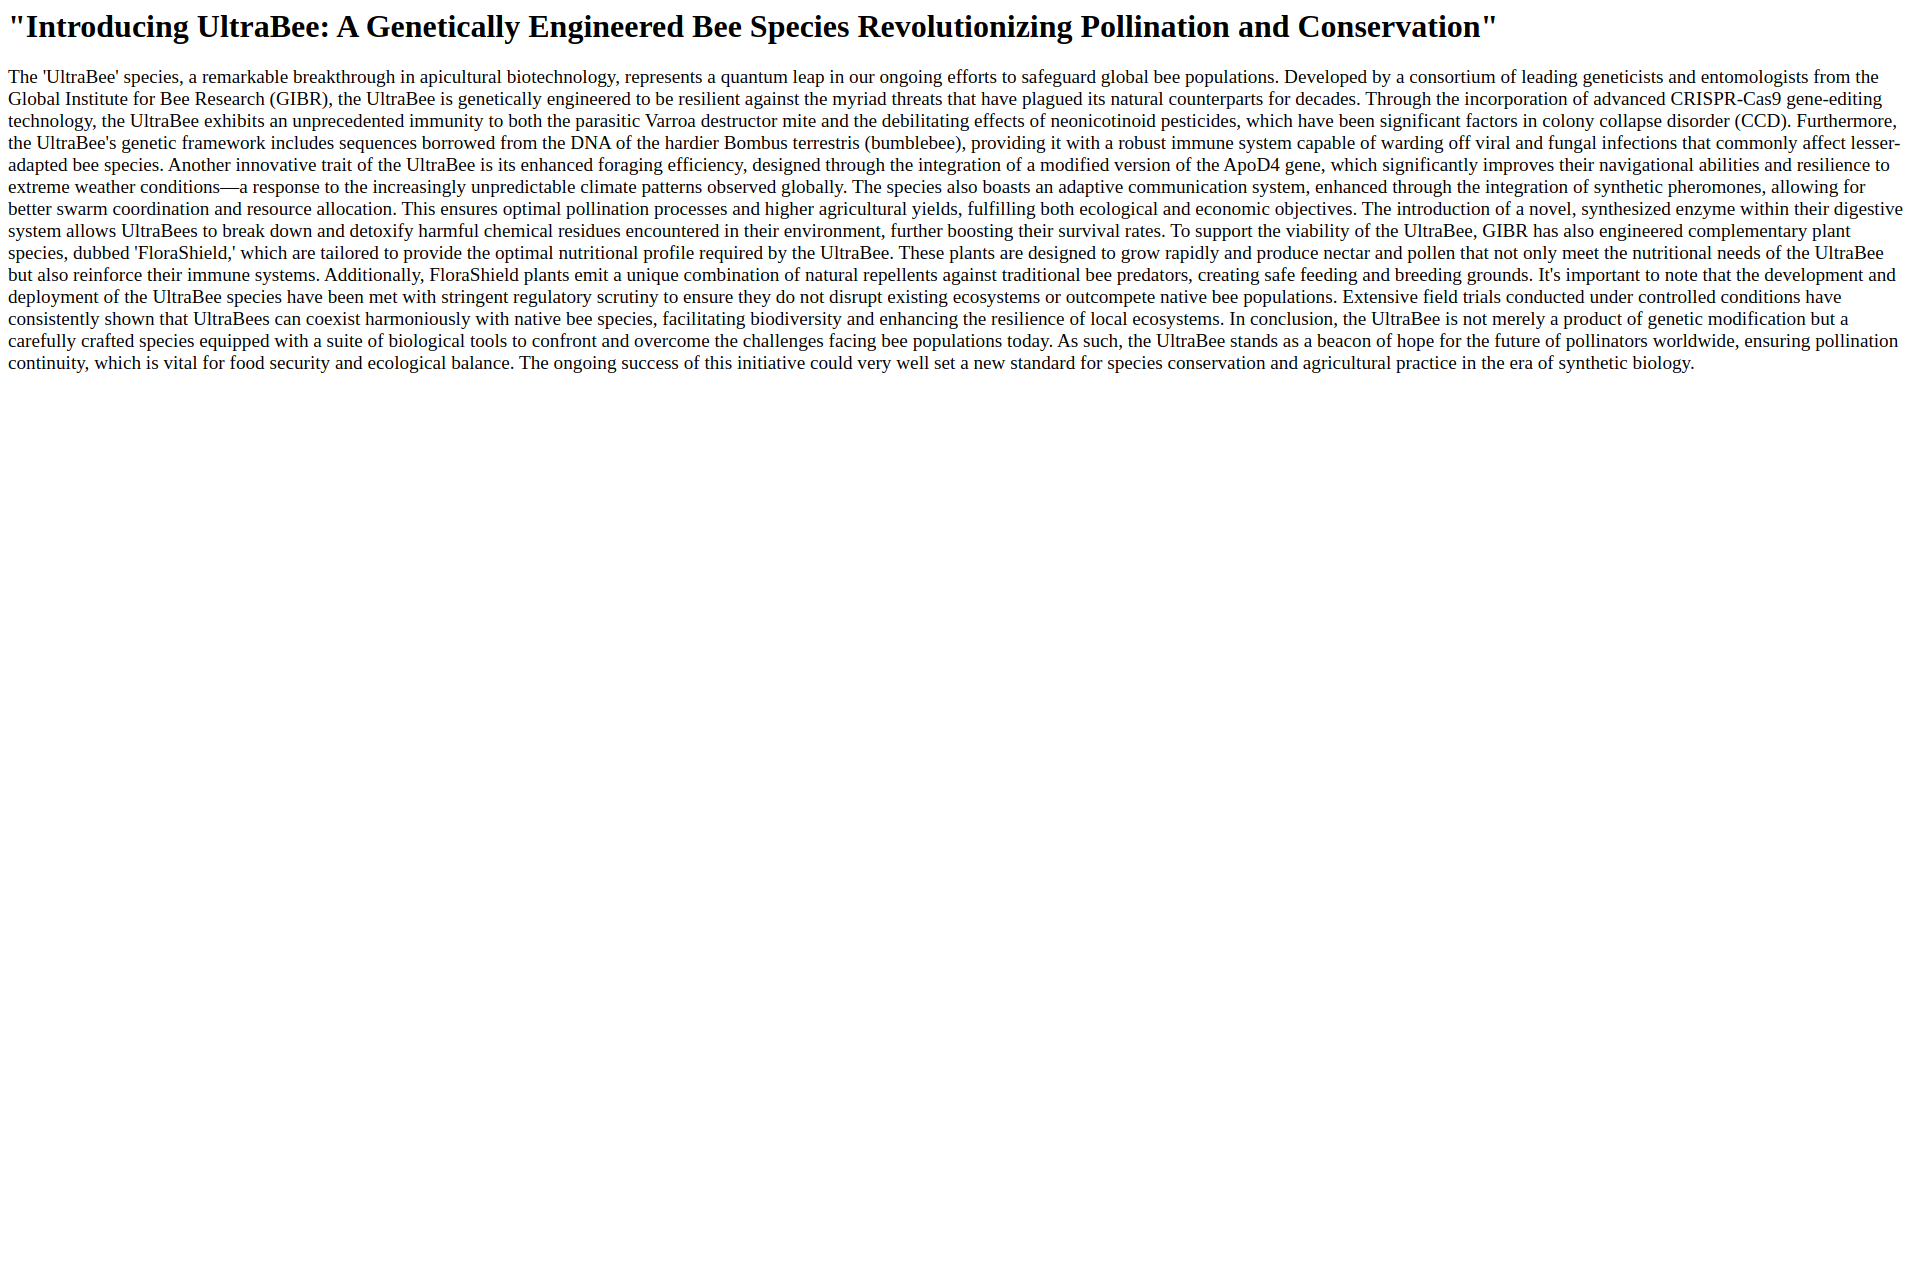 "Introducing UltraBee: A Genetically Engineered Bee Species Revolutionizing Pollination and Conservation"
The 'UltraBee' species, a remarkable breakthrough in apicultural biotechnology, represents a quantum leap in our ongoing efforts to safeguard global bee populations. Developed by a consortium of leading geneticists and entomologists from the
Global Institute for Bee Research (GIBR), the UltraBee is genetically engineered to be resilient against the myriad threats that have plagued its natural counterparts for decades. Through the incorporation of advanced CRISPR-Cas9 gene-editing
technology, the UltraBee exhibits an unprecedented immunity to both the parasitic Varroa destructor mite and the debilitating effects of neonicotinoid pesticides, which have been significant factors in colony collapse disorder (CCD). Furthermore,
the UltraBee's genetic framework includes sequences borrowed from the DNA of the hardier Bombus terrestris (bumblebee), providing it with a robust immune system capable of warding off viral and fungal infections that commonly affect lesser-
adapted bee species. Another innovative trait of the UltraBee is its enhanced foraging efficiency, designed through the integration of a modified version of the ApoD4 gene, which significantly improves their navigational abilities and resilience to
extreme weather conditions—a response to the increasingly unpredictable climate patterns observed globally. The species also boasts an adaptive communication system, enhanced through the integration of synthetic pheromones, allowing for
better swarm coordination and resource allocation. This ensures optimal pollination processes and higher agricultural yields, fulfilling both ecological and economic objectives. The introduction of a novel, synthesized enzyme within their digestive
system allows UltraBees to break down and detoxify harmful chemical residues encountered in their environment, further boosting their survival rates. To support the viability of the UltraBee, GIBR has also engineered complementary plant
species, dubbed 'FloraShield,' which are tailored to provide the optimal nutritional profile required by the UltraBee. These plants are designed to grow rapidly and produce nectar and pollen that not only meet the nutritional needs of the UltraBee
but also reinforce their immune systems. Additionally, FloraShield plants emit a unique combination of natural repellents against traditional bee predators, creating safe feeding and breeding grounds. It's important to note that the development and
deployment of the UltraBee species have been met with stringent regulatory scrutiny to ensure they do not disrupt existing ecosystems or outcompete native bee populations. Extensive field trials conducted under controlled conditions have
consistently shown that UltraBees can coexist harmoniously with native bee species, facilitating biodiversity and enhancing the resilience of local ecosystems. In conclusion, the UltraBee is not merely a product of genetic modification but a
carefully crafted species equipped with a suite of biological tools to confront and overcome the challenges facing bee populations today. As such, the UltraBee stands as a beacon of hope for the future of pollinators worldwide, ensuring pollination
continuity, which is vital for food security and ecological balance. The ongoing success of this initiative could very well set a new standard for species conservation and agricultural practice in the era of synthetic biology.